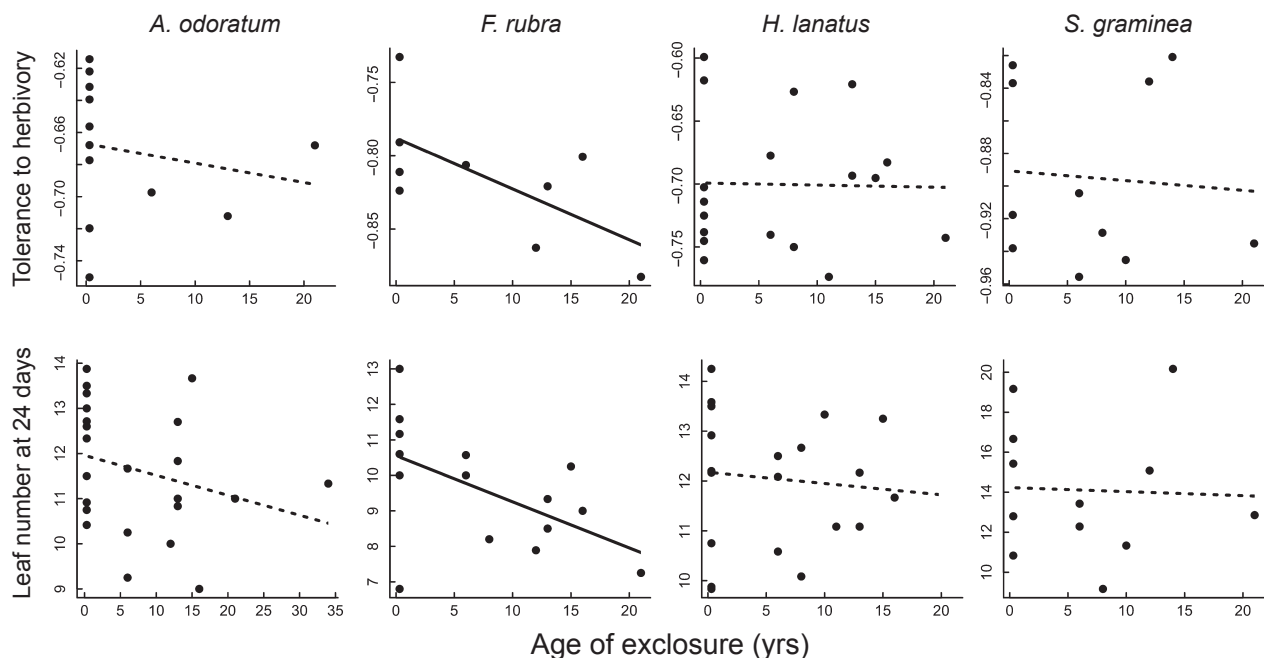 A. odoratum F. rubra H. lanatus S. graminea
Tolerance to herbivory
−0.62 −0.66 −0.70 −0.74
0 5 10 15 20
−0.75 −0.80 −0.85
0 5 10 15 20
−0.60 −0.65 −0.70 −0.75
0 5 10 15 20
−0.84 −0.88 −0.92 −0.96
0 5 10 15 20
Leaf number at 24 days
14 13 12 11 10 9
0 5 10 15 20 25 30 35
13 12 11 10 9 8 7
0 5 10 15 20
14 13 12 11 10
0 5 10 15 20
20 18 16 14 12 10
0 5 10 15 20
Age of exclosure (yrs)